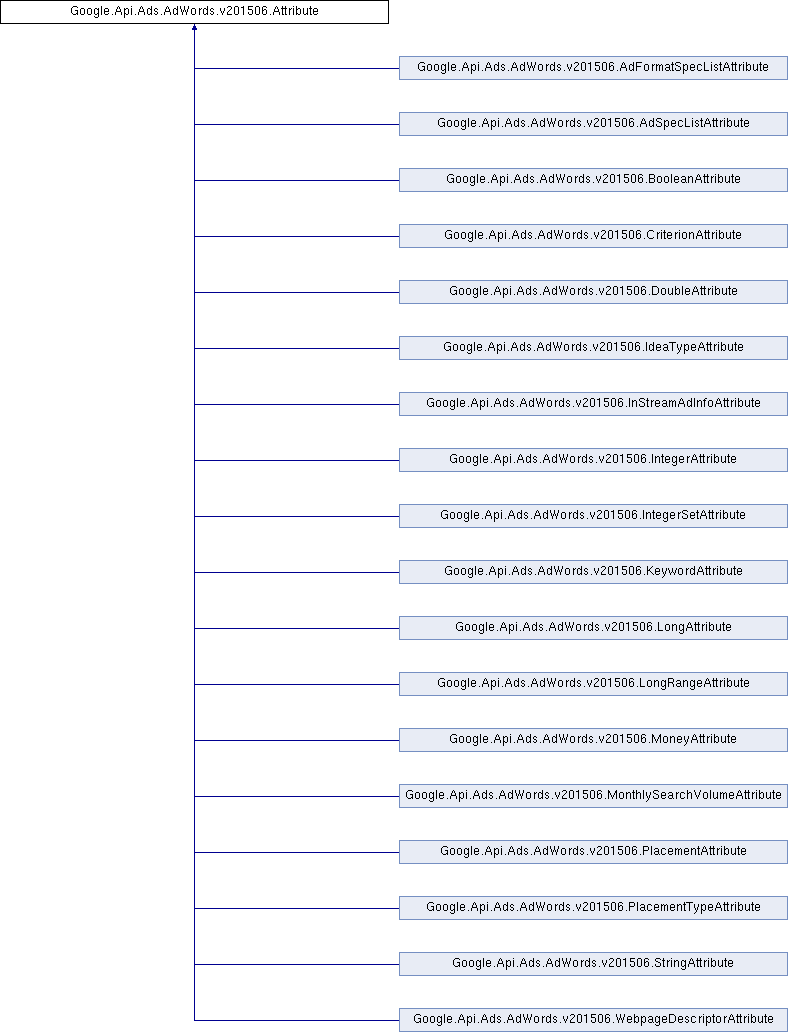 Google.Api.Ads.AdWords.v201506.Attribute
Google.Api.Ads.AdWords.v201506.AdFormatSpecListAttribute
Google.Api.Ads.AdWords.v201506.AdSpecListAttribute
Google.Api.Ads.AdWords.v201506.BooleanAttribute
Google.Api.Ads.AdWords.v201506.CriterionAttribute
Google.Api.Ads.AdWords.v201506.DoubleAttribute
Google.Api.Ads.AdWords.v201506.IdeaTypeAttribute
Google.Api.Ads.AdWords.v201506.InStreamAdInfoAttribute
Google.Api.Ads.AdWords.v201506.IntegerAttribute
Google.Api.Ads.AdWords.v201506.IntegerSetAttribute
Google.Api.Ads.AdWords.v201506.KeywordAttribute
Google.Api.Ads.AdWords.v201506.LongAttribute
Google.Api.Ads.AdWords.v201506.LongRangeAttribute
Google.Api.Ads.AdWords.v201506.MoneyAttribute
Google.Api.Ads.AdWords.v201506.MonthlySearchVolumeAttribute
Google.Api.Ads.AdWords.v201506.PlacementAttribute
Google.Api.Ads.AdWords.v201506.PlacementTypeAttribute
Google.Api.Ads.AdWords.v201506.StringAttribute
Google.Api.Ads.AdWords.v201506.WebpageDescriptorAttribute